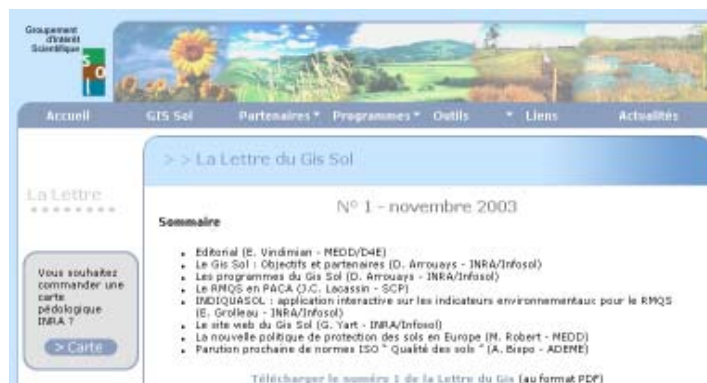 Groupement
d'Intérêt
Scientifique
S
O
L
Accueil GIS Sol Partenaires Programmes Outils Liens Actualités
> > La Lettre du Gis Sol
La Lettre
N° 1 - novembre 2003
Sommaire
Editorial (E. Vindimian - MEDD/D4E)
Le Gis Sol : Objectifs et partenaires (D. Arrouays - INRA/Infosol)
Les programmes du Gis Sol (D. Arrouays - INRA/Infosol)
Le RMQS en PACA (J.C. Lacassin - SCP)
INDIQUASOL : application interactive sur les indicateurs environnementaux pour le RMQS
(E. Grolleau - INRA/Infosol)
Le site web du Gis Sol (G. Yart - INRA/Infosol)
La nouvelle politique de protection des sols en Europe (M. Robert - MEDD)
Parution prochaine de normes ISO " Qualité des sols " (A. Bispo - ADEME)
Télécharger le numéro 1 de la Lettre du Gis (au format PDF)
Vous souhaitez
commander une
carte
pédologique
INRA ?
> Carte